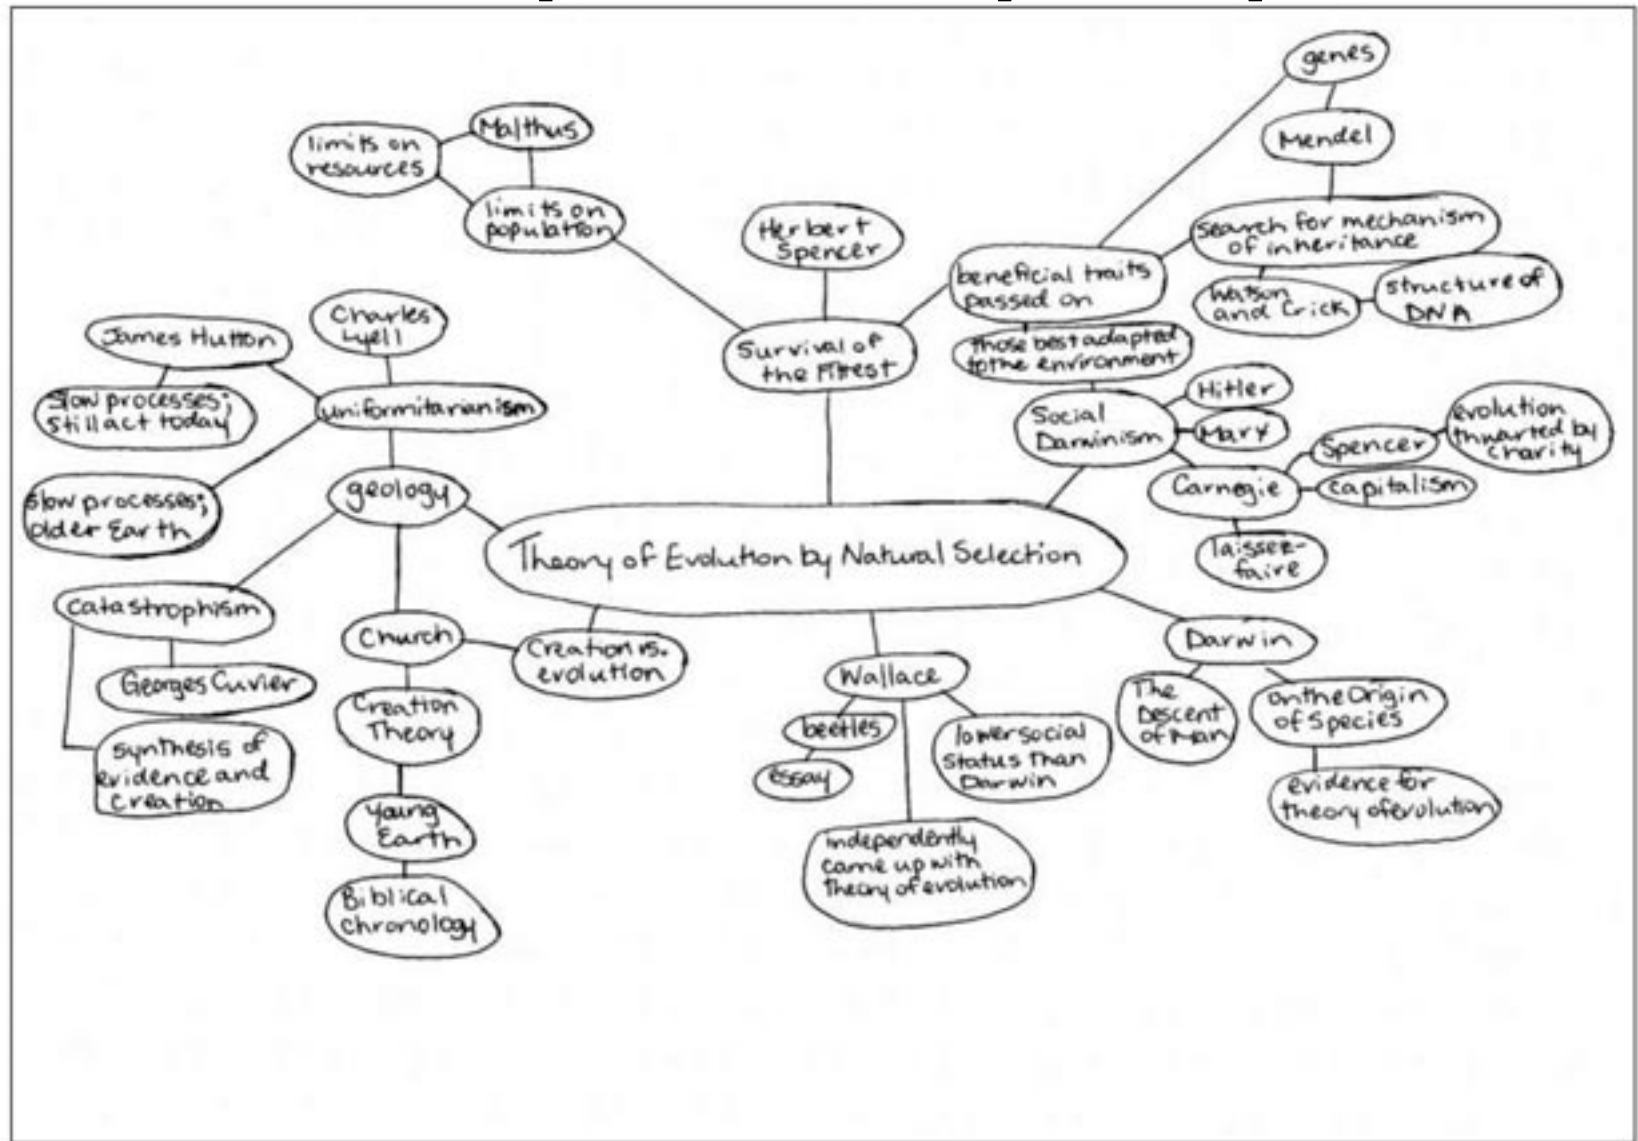 genes
Malthus
limits on
resources
Mendel
limits on
population
Herbert
Spencer
search for mechanism
of inheritance
beneficial traits
passed on
Watson
and Crick
structure of
DNA
Charles
Lyell
James Hutton
Survival of
the Fittest
those best adapted
to the environment
slow processes;
still act today
uniformitarianism
Social
Darwinism
Hitler
Marx
Spencer
evolution
thwarted by
charity
Carnegie
capitalism
laissez-
faire
geology
slow processes;
older Earth
Theory of Evolution by Natural Selection
catastrophism
Church
Creation vs.
evolution
Georges Cuvier
synthesis of
evidence and
Creation
Creation
Theory
Young
Earth
Biblical
chronology
Wallace
beetles
essay
lower social
status than
Darwin
independently
came up with
theory of evolution
Darwin
The
Descent
of Man
On the Origin
of Species
evidence for
theory of evolution